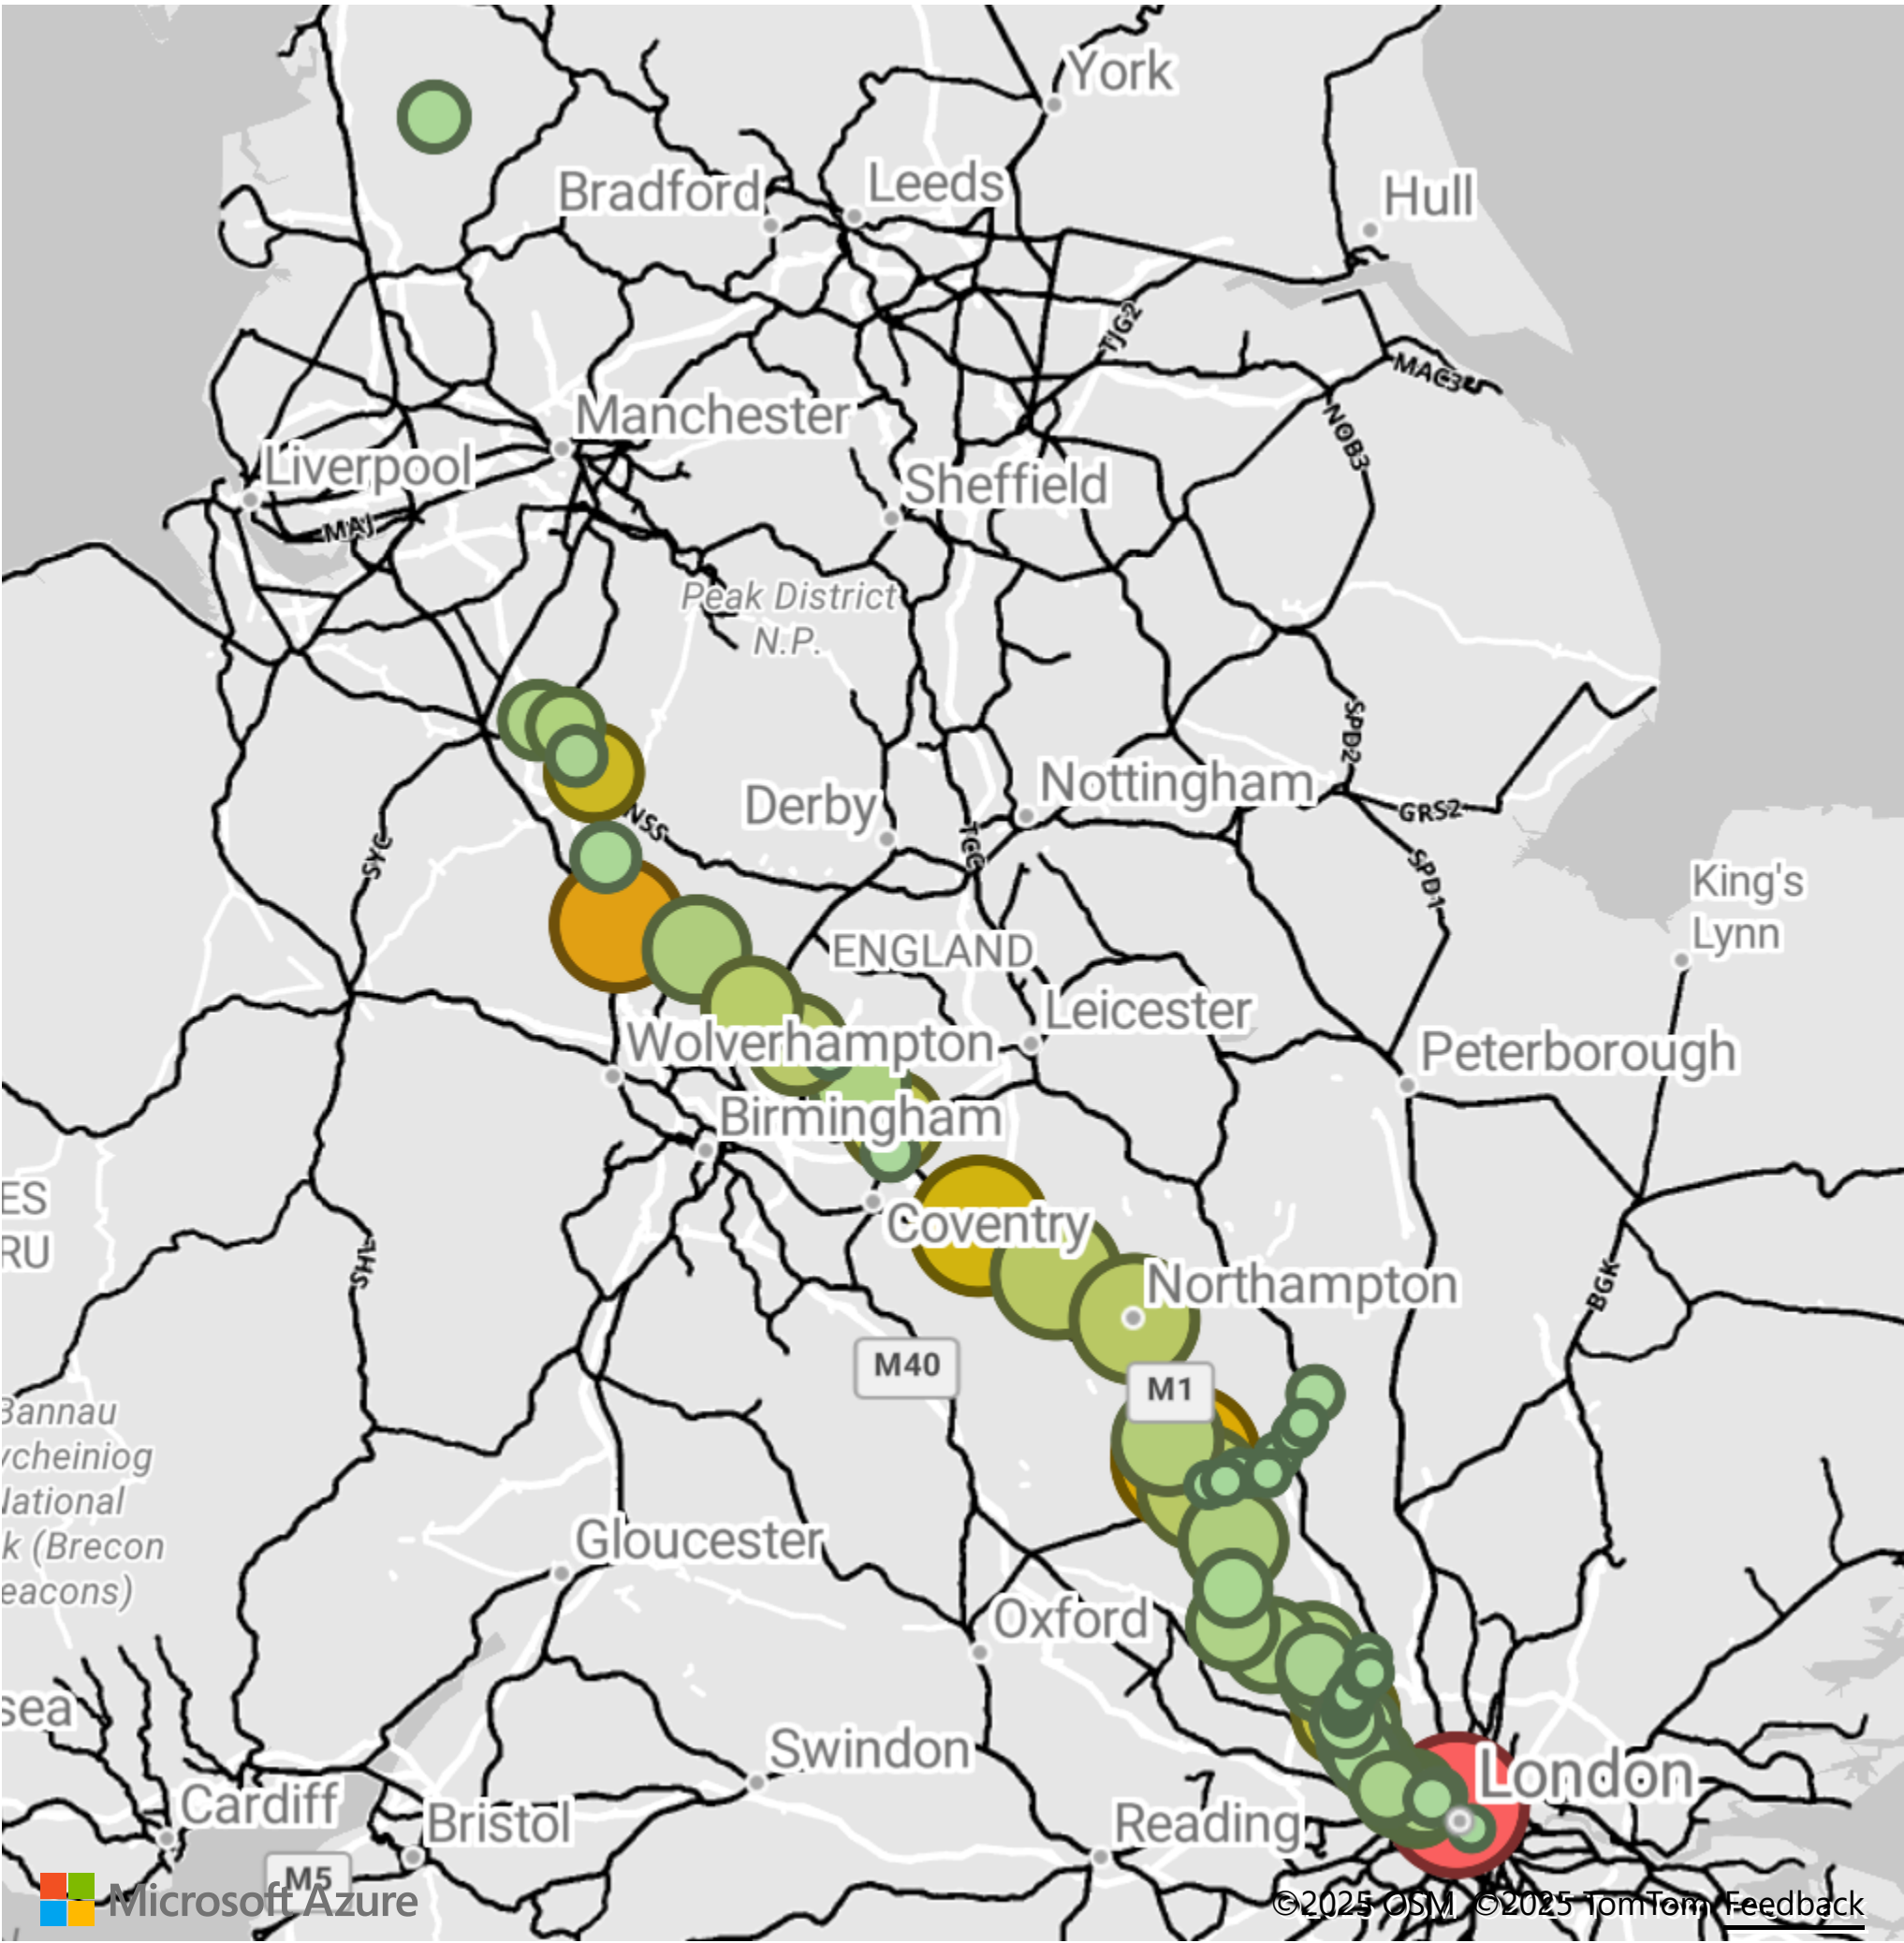 York
Bradford
Leeds
Hull
TJG2
MAC3
Manchester
NOB3
Liverpool
Sheffield
MAJ
Peak District
N.P.
SPD2
Nottingham
Derby
NSS
GRS2
TCC
SYC
SPD1
King's
Lynn
ENGLAND
Leicester
Wolverhampton
Peterborough
Birmingham
ES
Coventry
RU
SHL
Northampton
BGK
M40
M1
Bannau
ycheiniog
National
k (Brecon
eacons)
Gloucester
Oxford
sea
Swindon
London
Cardiff
Bristol
Reading
M5
Microsoft Azure
©2025 OSM ©2025 TomTom Feedback